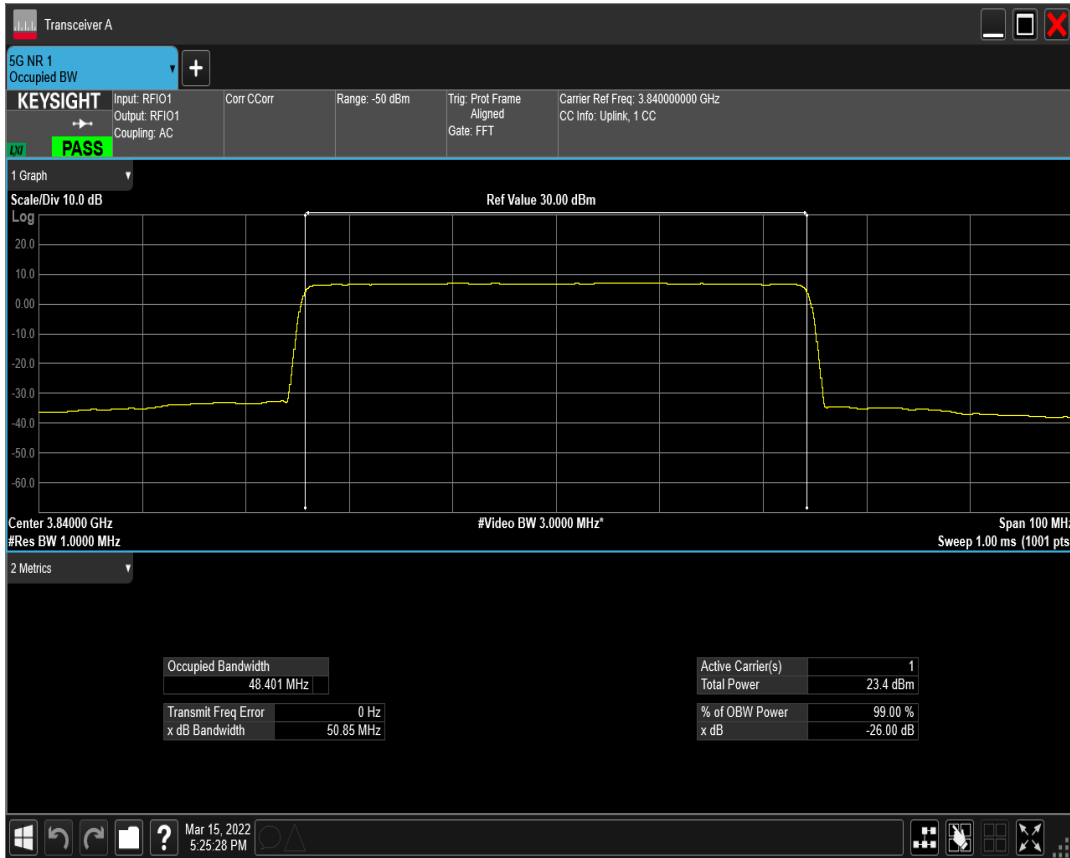 Transceiver A
5G NR 1
Occupied BW
+
KEYSIGHT
LXI
PASS
Input: RFIO1
Output: RFIO1
Coupling: AC
Corr CCorr
Range: -50 dBm
Trig: Prot Frame
Aligned
Gate: FFT
Carrier Ref Freq: 3.840000000 GHz
CC Info: Uplink, 1 CC
1 Graph
Scale/Div 10.0 dB
Ref Value 30.00 dBm
Log
20.0
10.0
0.00
-10.0
-20.0
-30.0
-40.0
-50.0
-60.0
Center 3.84000 GHz
#Video BW 3.0000 MHz*
Span 100 MHz
#Res BW 1.0000 MHz
Sweep 1.00 ms (1001 pts
2 Metrics
Occupied Bandwidth
48.401 MHz
Transmit Freq Error 0 Hz
x dB Bandwidth 50.85 MHz
Active Carrier(s) 1
Total Power 23.4 dBm
% of OBW Power 99.00 %
x dB -26.00 dB
?
Mar 15, 2022
5:25:28 PM